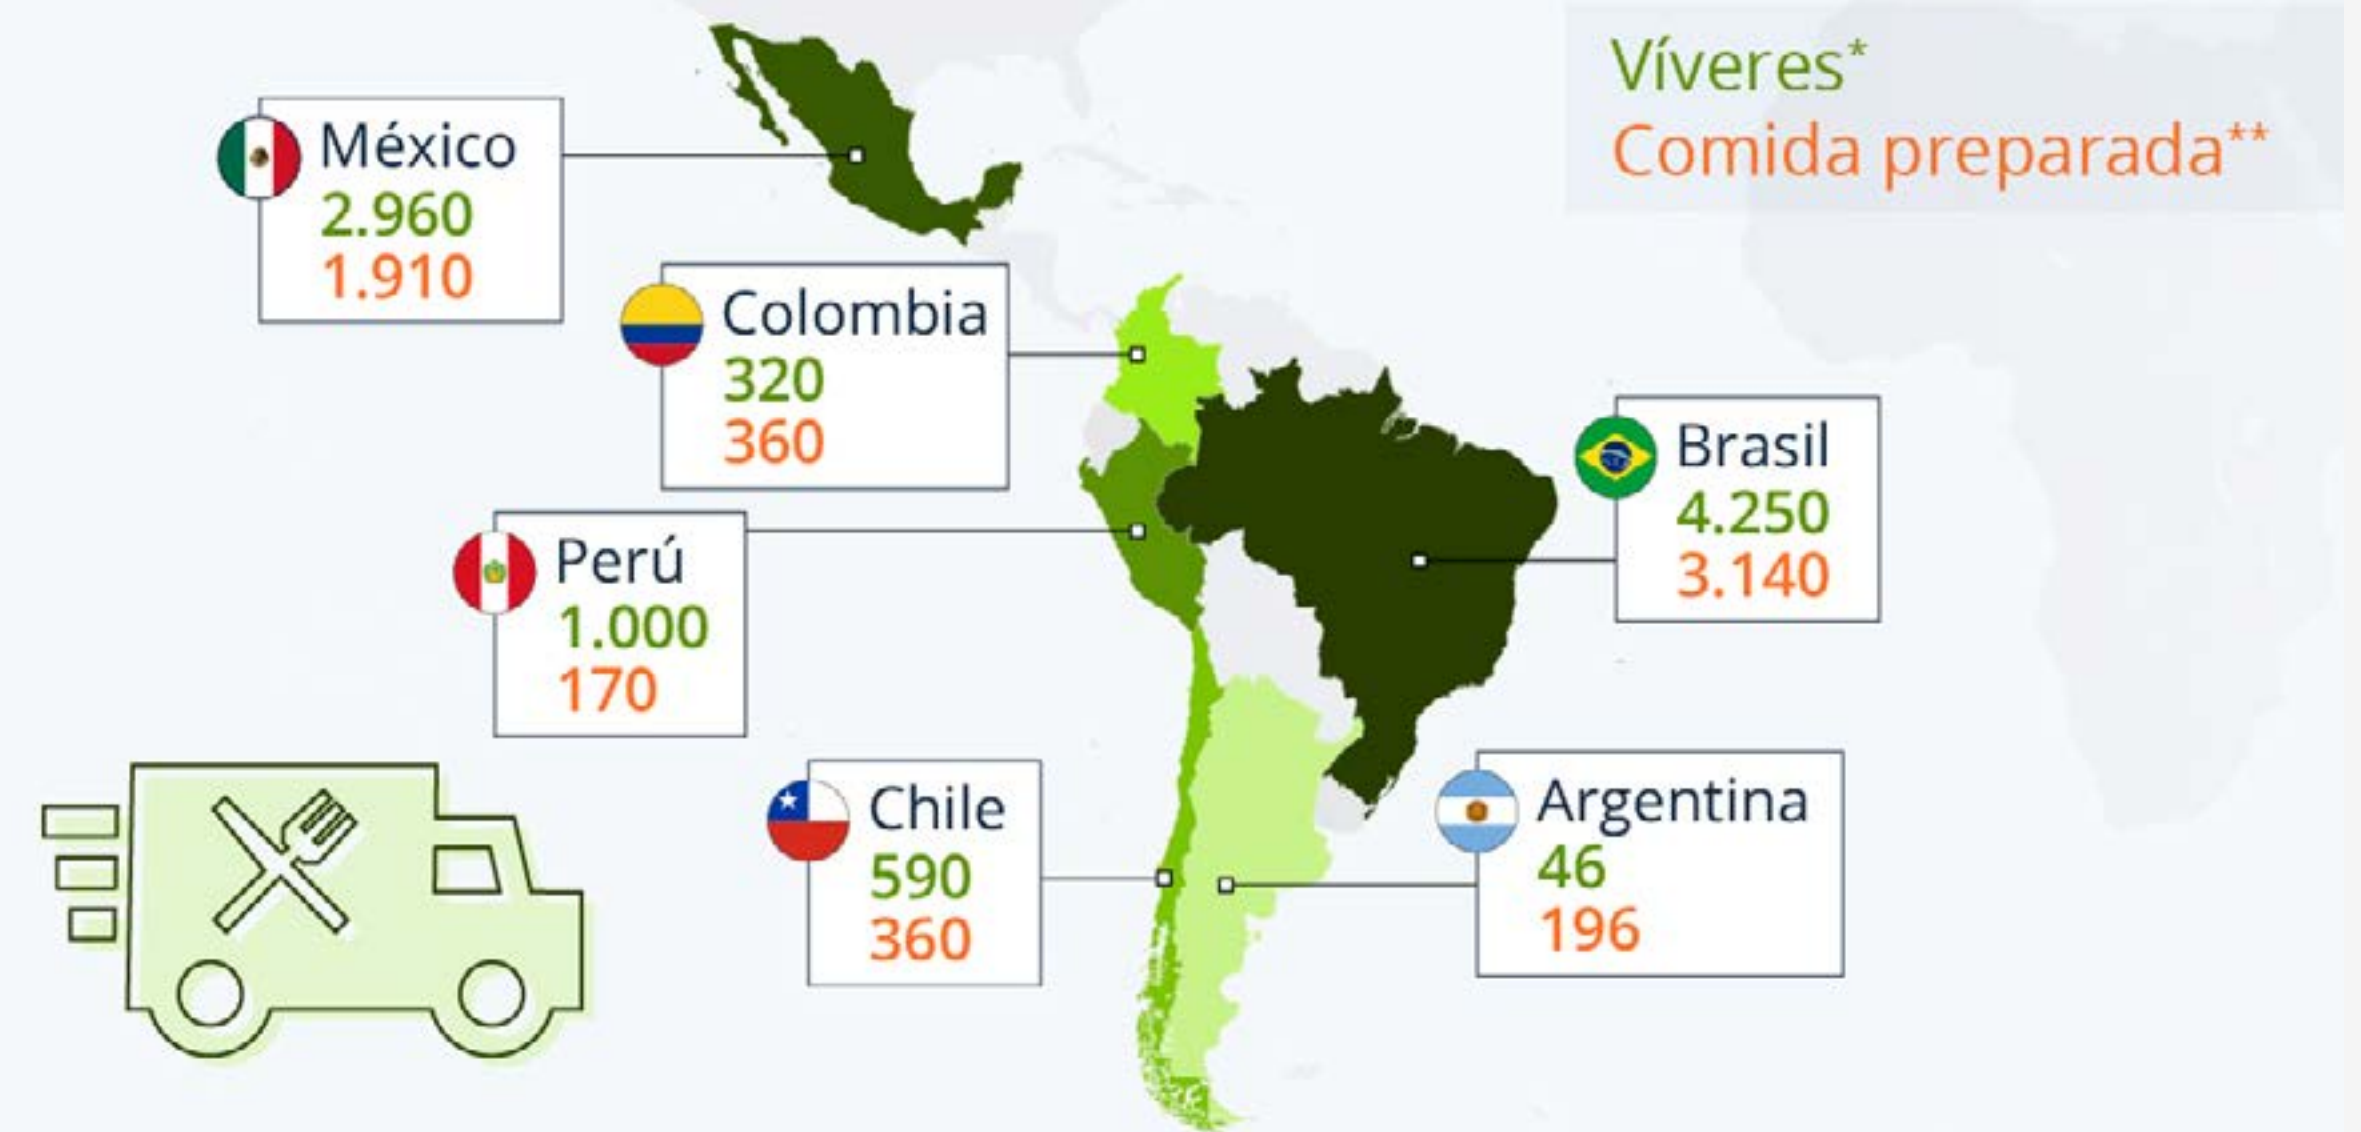 Víveres*
Comida preparada**
México
2.960
1.910
Colombia
320
360
Brasil
4.250
3.140
Perú
1.000
170
Chile
590
360
Argentina
46
196